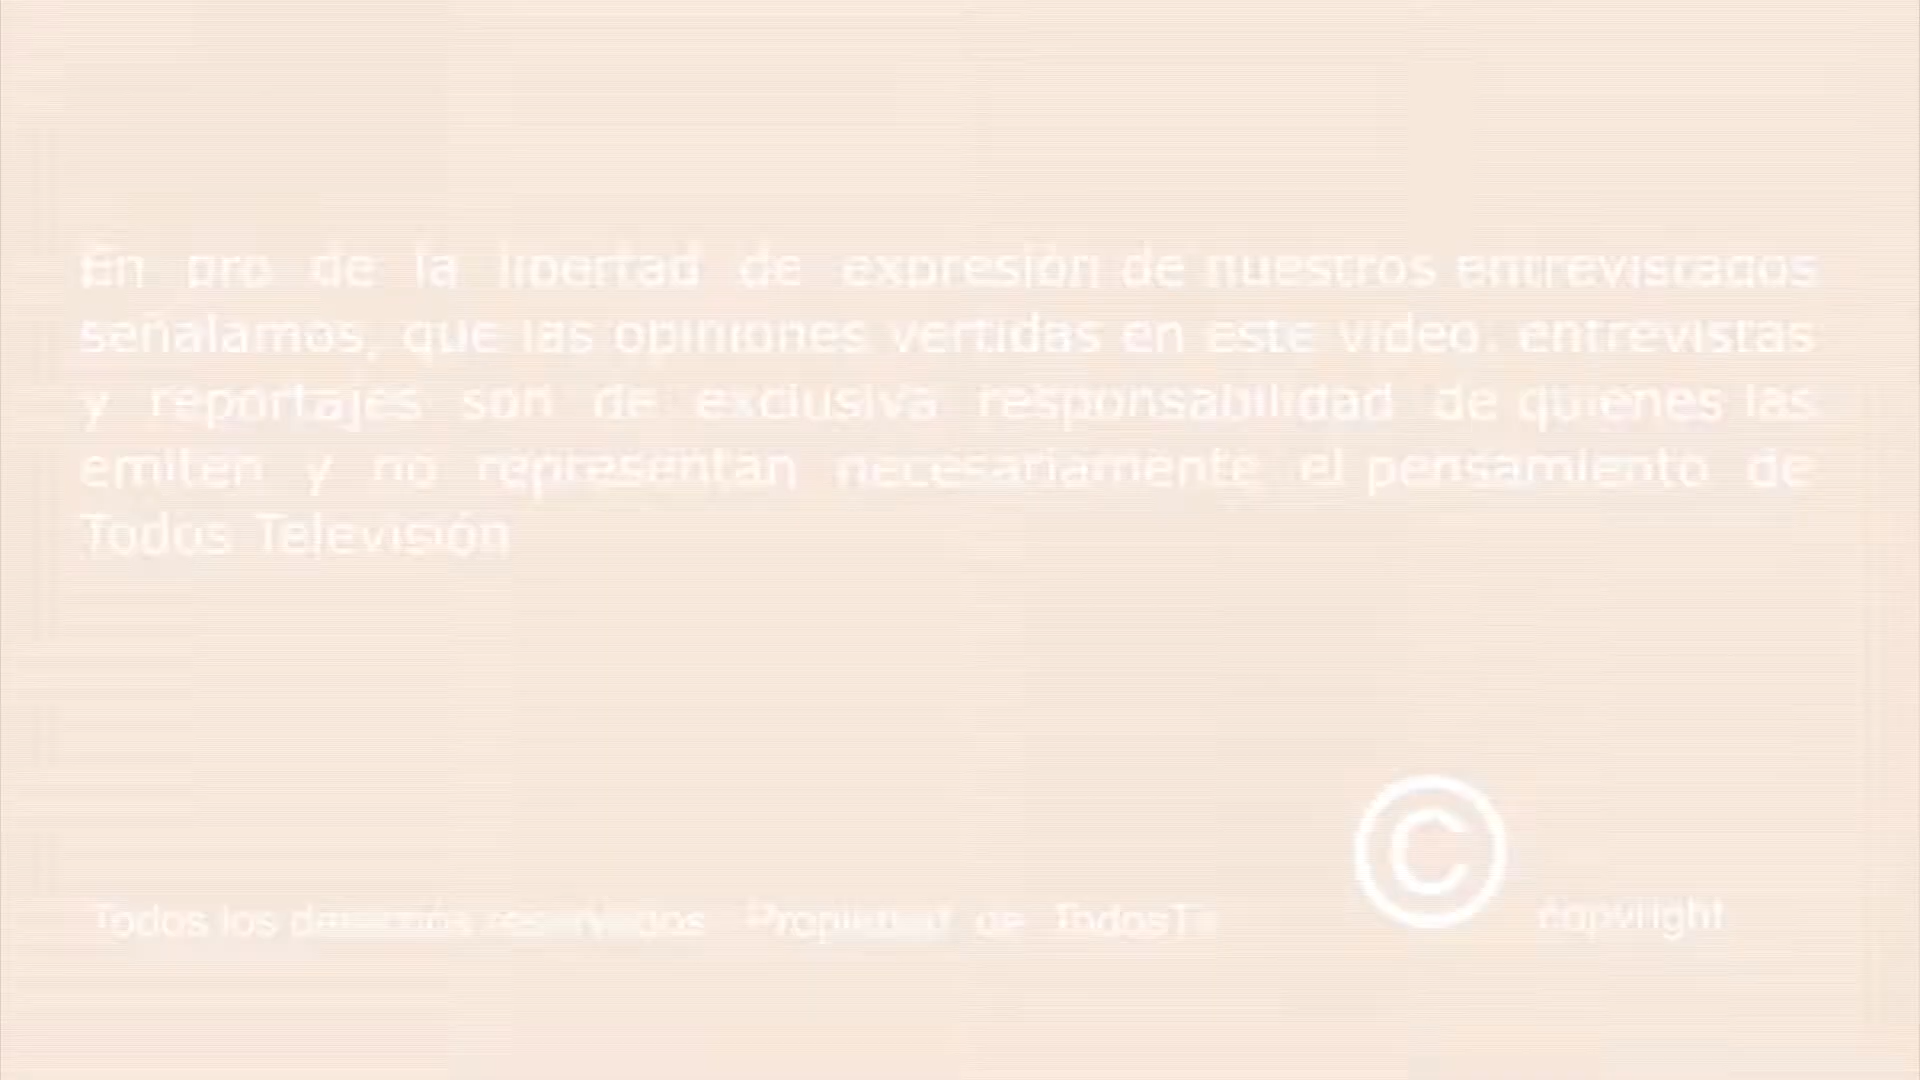 En pro de la libertad de expresión de nuestros entrevistados
señalamos, que las opiniones vertidas en este video, entrevistas
y reportajes son de exclusiva responsabilidad de quienes las
emiten y no representan necesariamente el pensamiento de
Todos Televisión
Todos los derechos reservados Propiedad de TodosTv © copyright